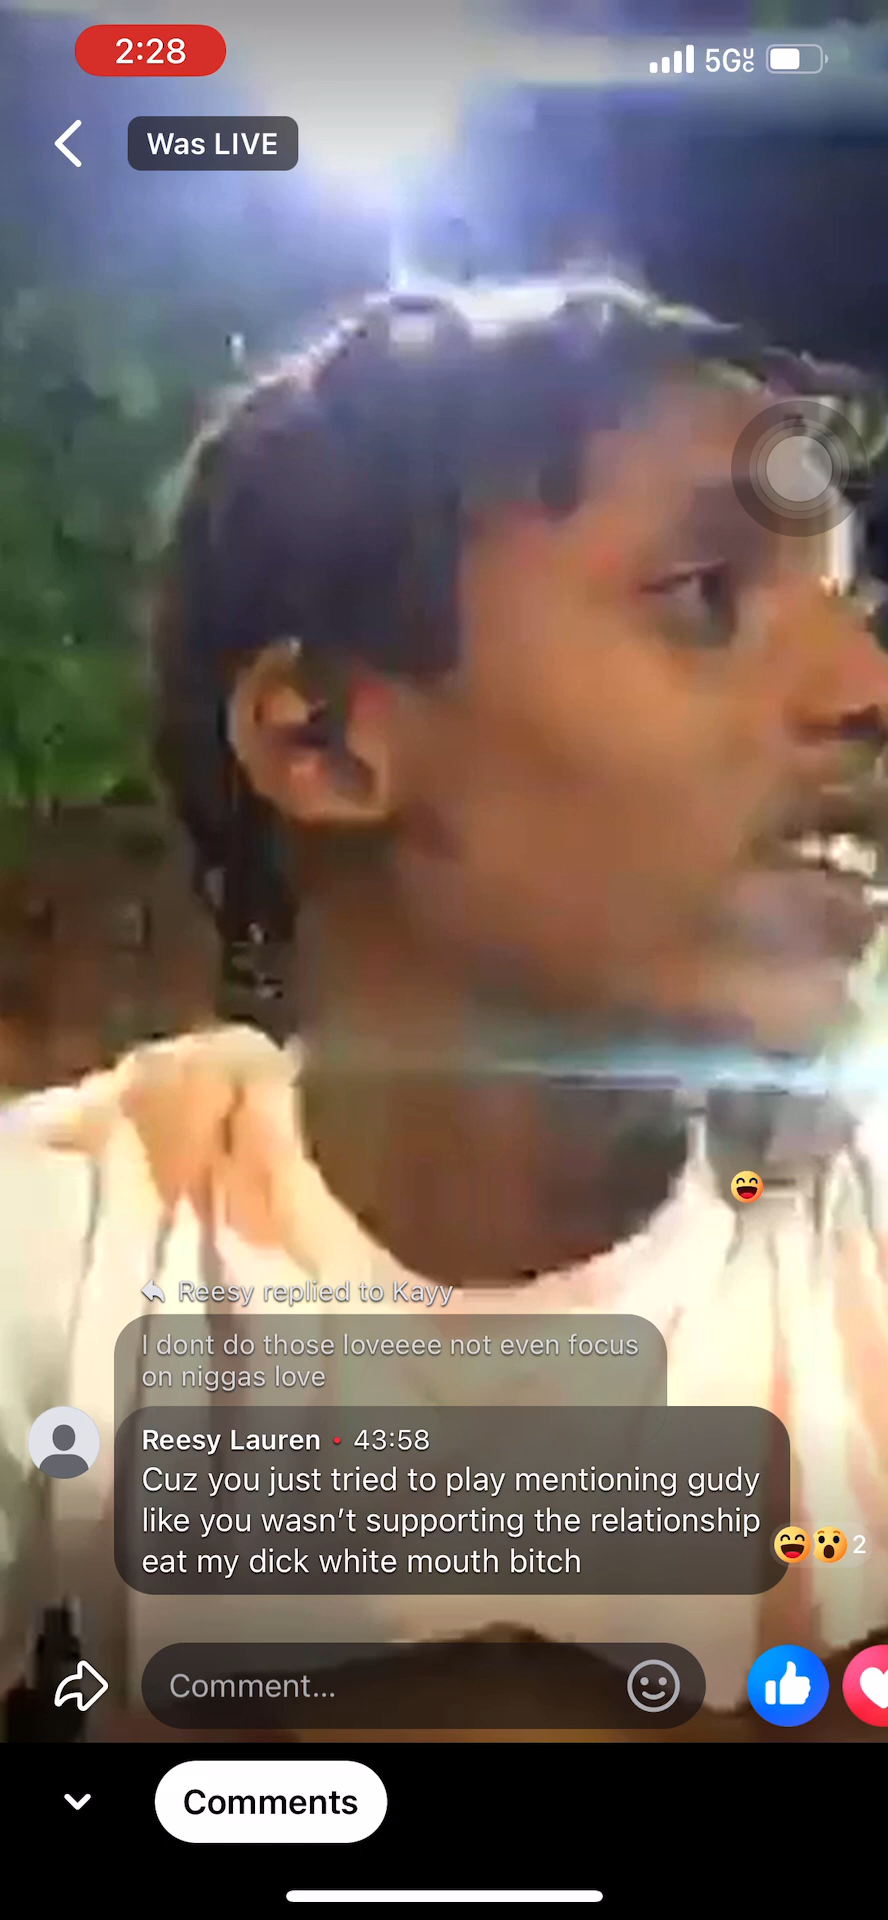 2:28
5GUC
Was LIVE
Reesy replied to Kayy
I dont do those loveeee not even focus
on niggas love
Reesy Lauren • 43:58
Cuz you just tried to play mentioning gudy
like you wasn’t supporting the relationship
eat my dick white mouth bitch
2
Comment...
Comments